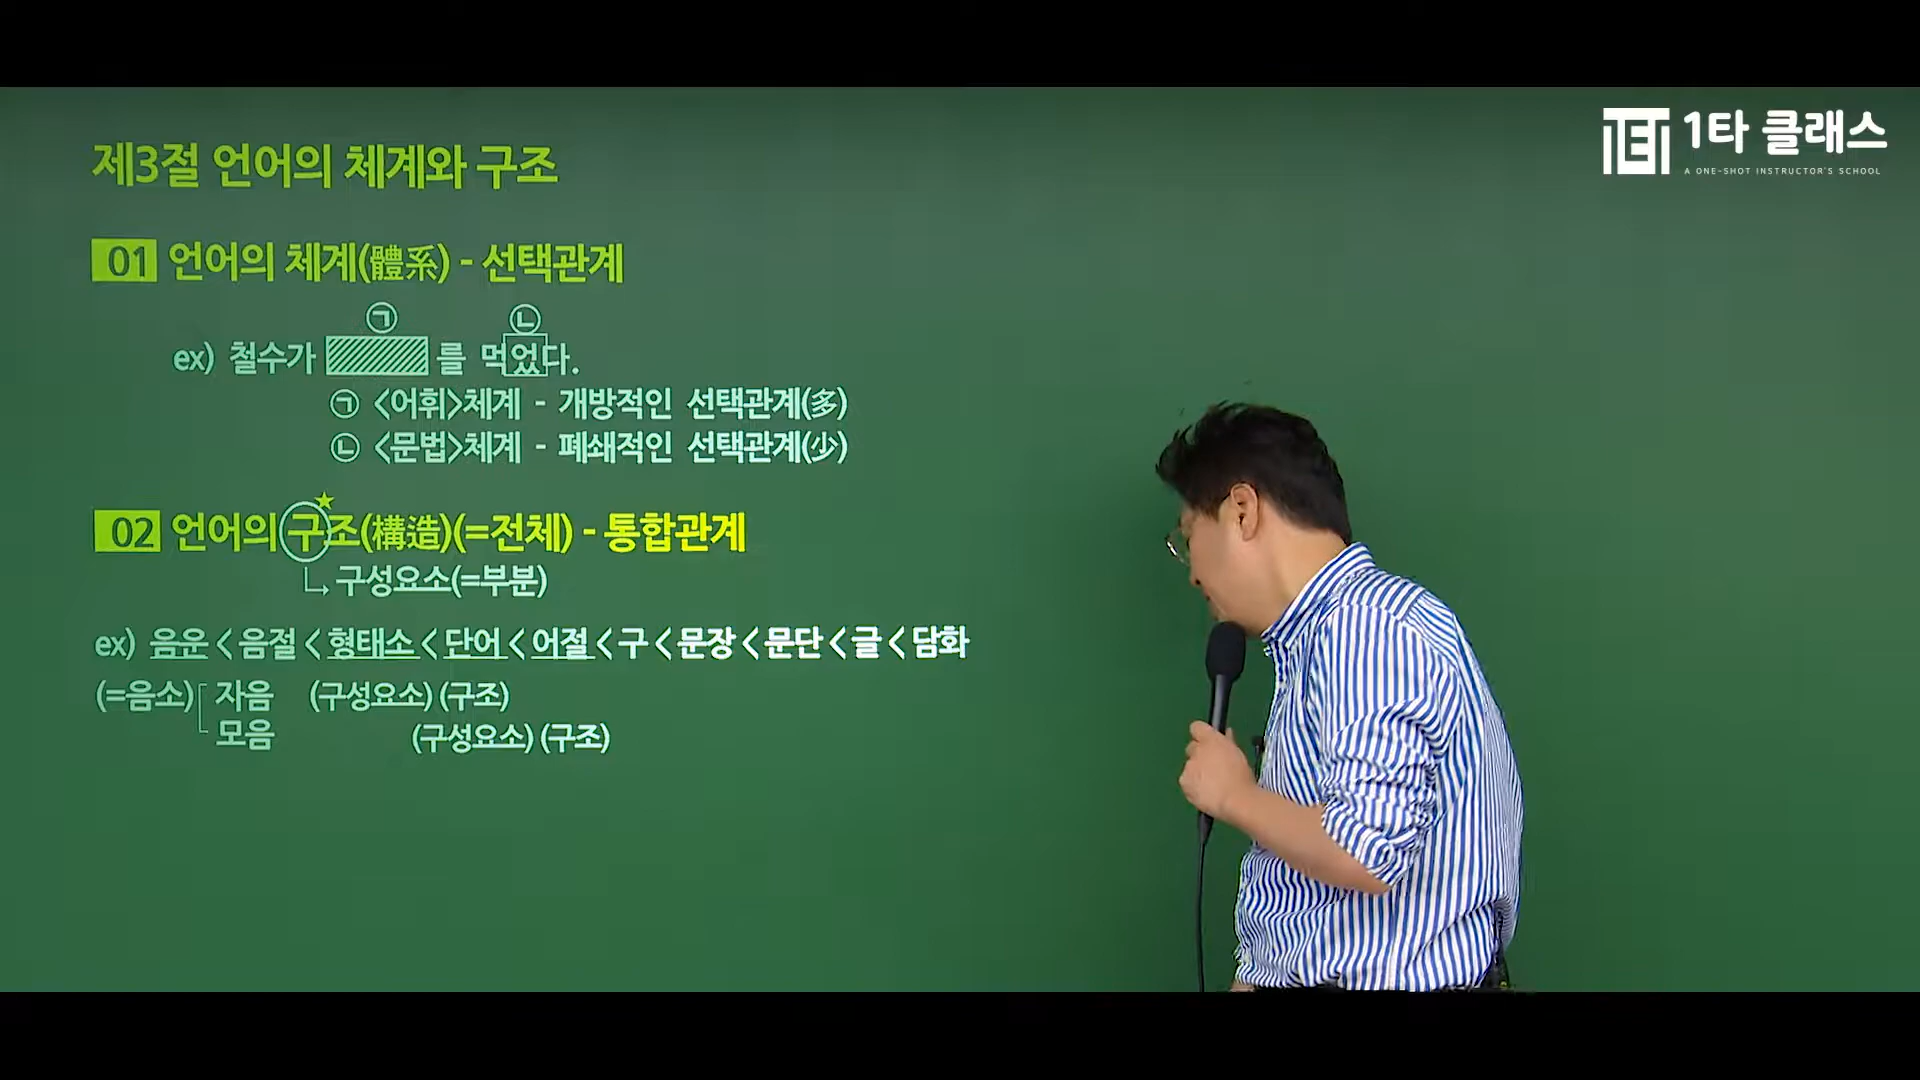 1타 클래스
A ONE-SHOT INSTRUCTOR'S SCHOOL
제3절 언어의 체계와 구조
01 언어의 체계(體系) - 선택관계
㉠ ㉡
ex) 철수가 를 먹었다.
㉠ <어휘>체계 - 개방적인 선택관계(多)
㉡ <문법>체계 - 폐쇄적인 선택관계(少)
02 언어의 구조(構造)(=전체) - 통합관계
구성요소(=부분)
ex) 음운 < 음절 < 형태소 < 단어 < 어절 < 구 < 문장 < 문단 < 글 < 담화
(=음소) 자음 (구성요소) (구조)
모음 (구성요소) (구조)